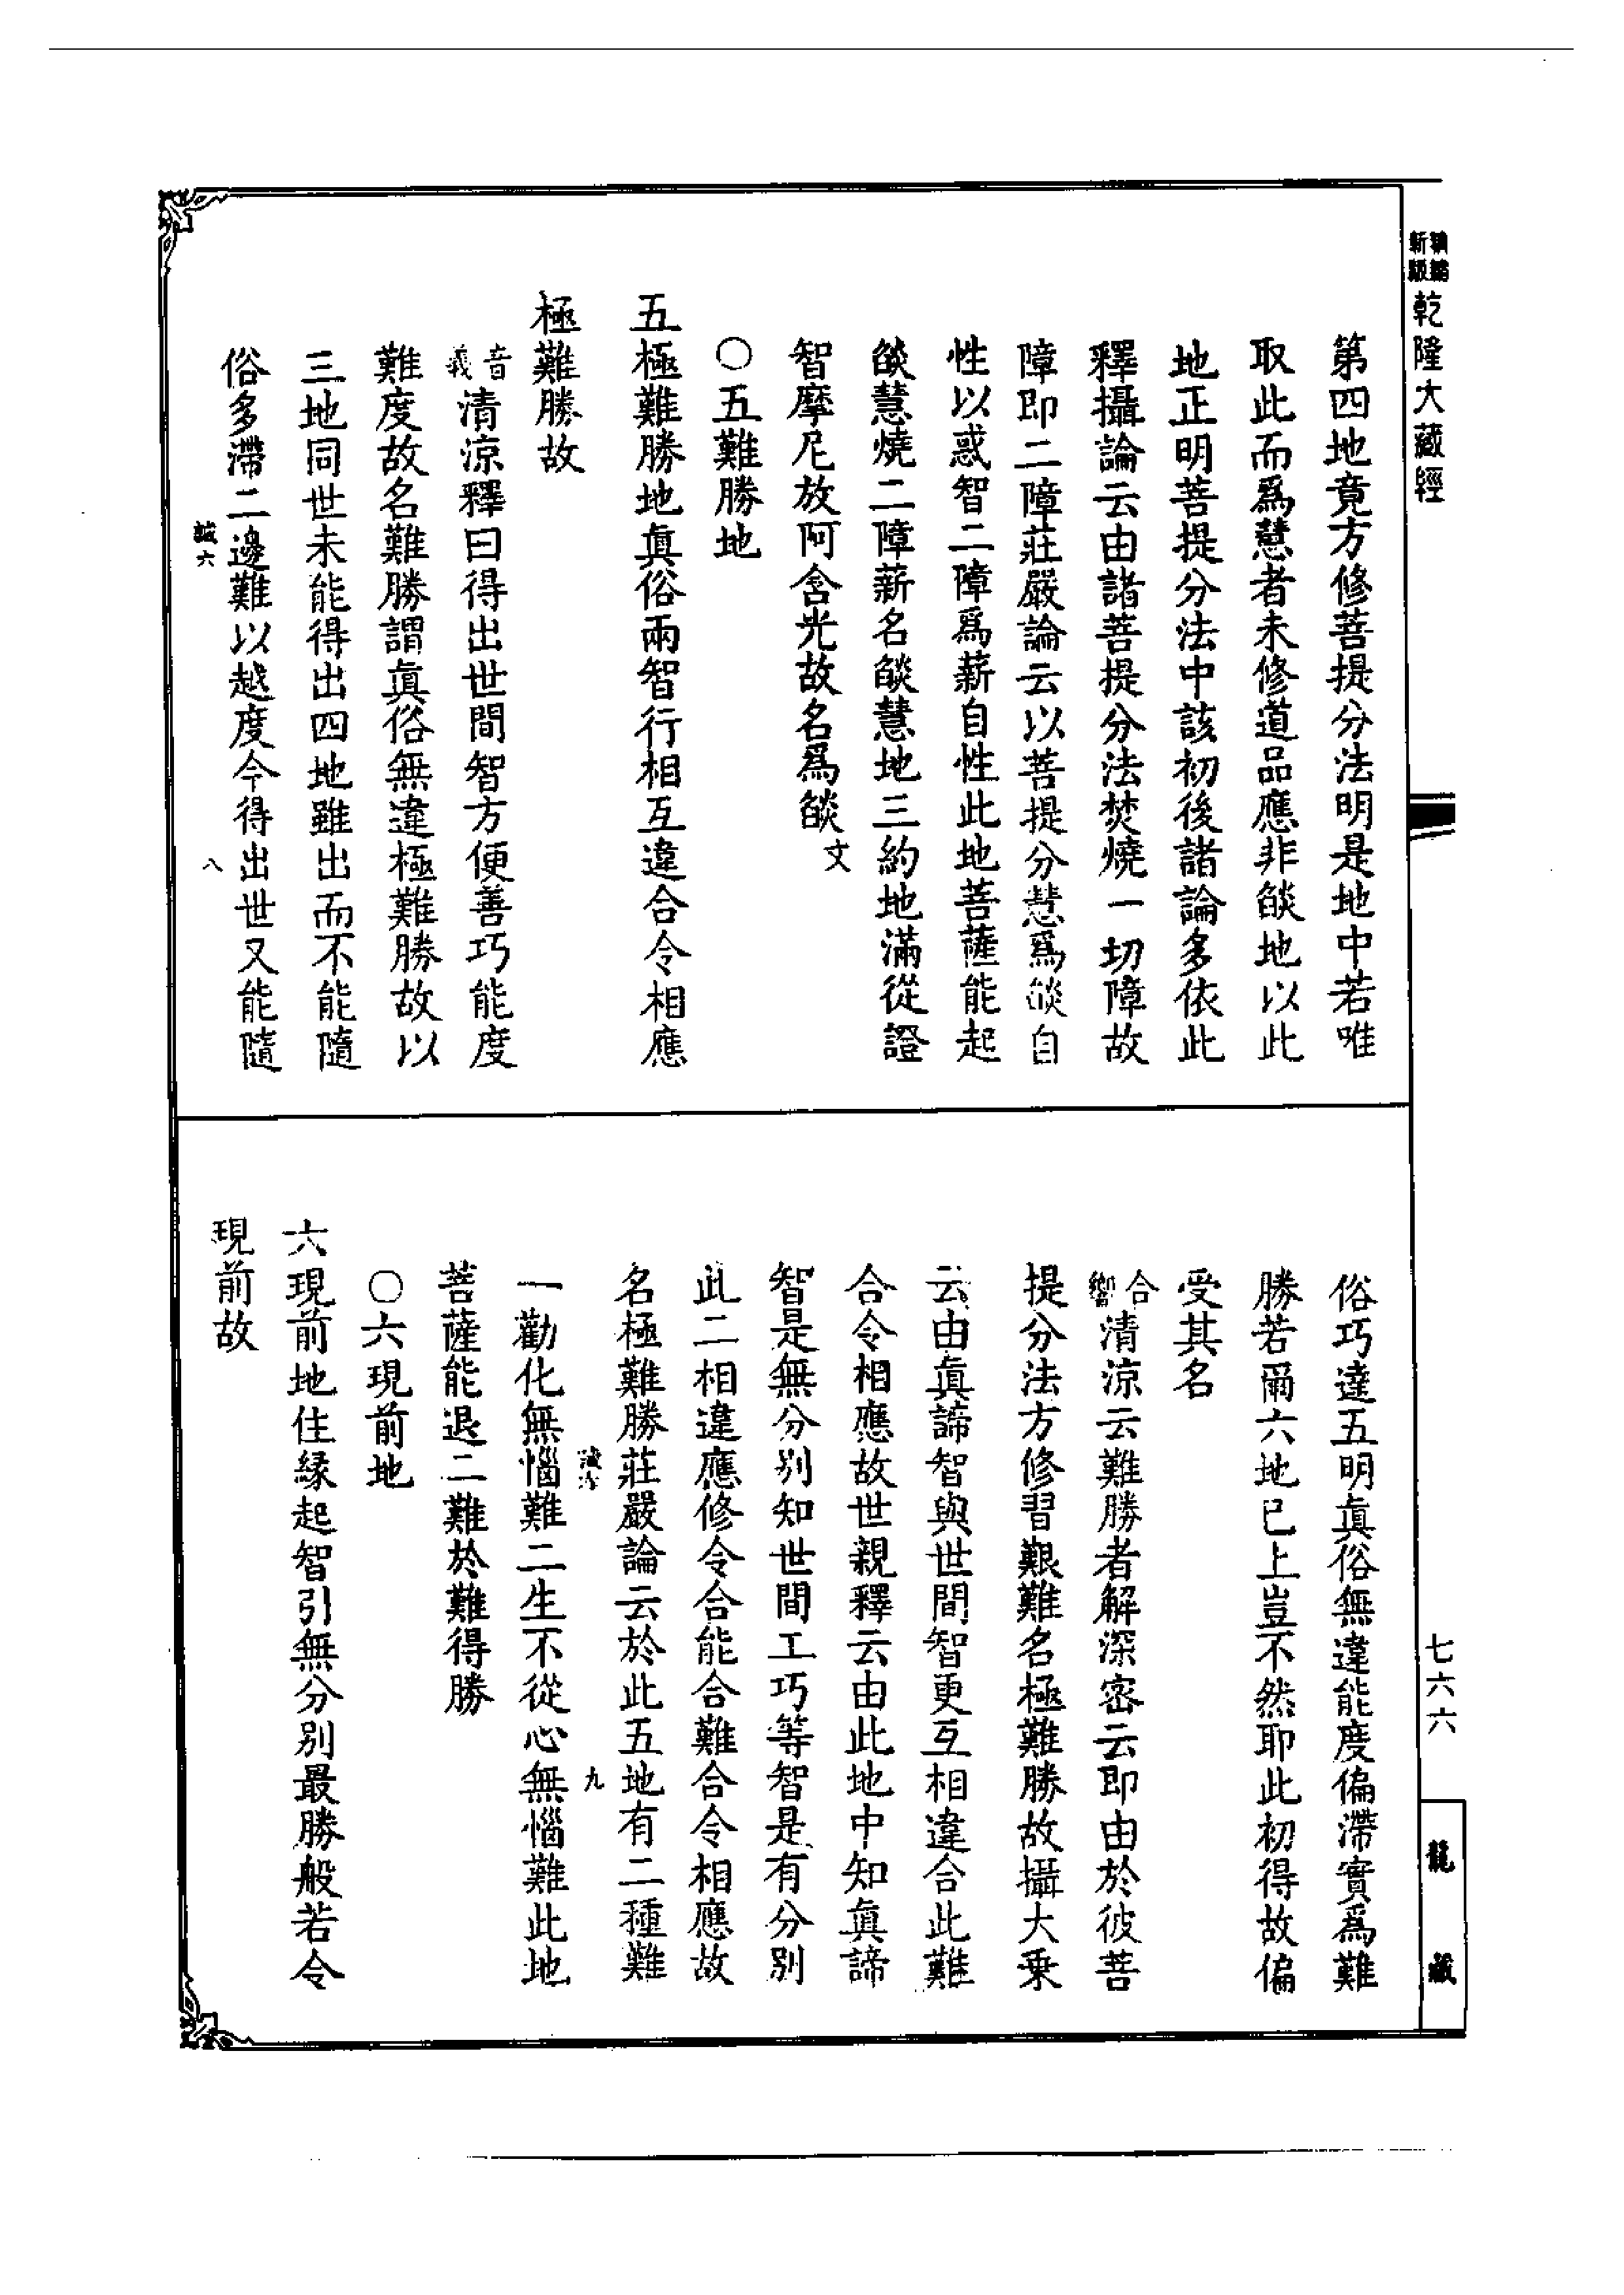 乾隆大藏經
第四地竟方修菩提分法明是地中若唯
取此而爲慧者未修道品應非𦦨地以此
地正明菩提分法中該初後諸論多依此
釋攝論云由諸菩提分法焚燒一切障故
障即二障莊嚴論云以菩提分慧爲𦦨自
性以惑智二障爲薪自性此地菩薩能起
𦦨慧燒二障薪名𦦨慧地三約地滿從證
智摩尼放阿含光故名爲𦦨文
〇五難勝地
五極難勝地眞俗兩智行相互違合令相應
極難勝故
音義清涼釋曰得出世間智方便善巧能度
難度故名難勝謂眞俗無違極難勝故以
三地同世未能得出四地雖出而不能隨
俗多滯二邊難以越度今得出世又能隨
誠六
八
俗巧達五明眞俗無違能度偏滯實爲難
勝若爾六地已上豈不然耶此初得故偏
受其名
合響清涼云難勝者解深密云即由於彼菩
提分法方修習艱難名極難勝故攝大乗
云由眞諦智與世間智更互相違合此難
合令相應故世親釋云由此地中知眞諦
智是無分別知世間工巧等智是有分別
此二相違應修令合能合難合令相應故
名極難勝莊嚴論云於此五地有二種難
九
一勸化無惱難二生不從心無惱難此地
菩薩能退二難於難得勝
〇六現前地
六現前地住緣起智引無分別最勝般若令
現前故
七六六
龍藏